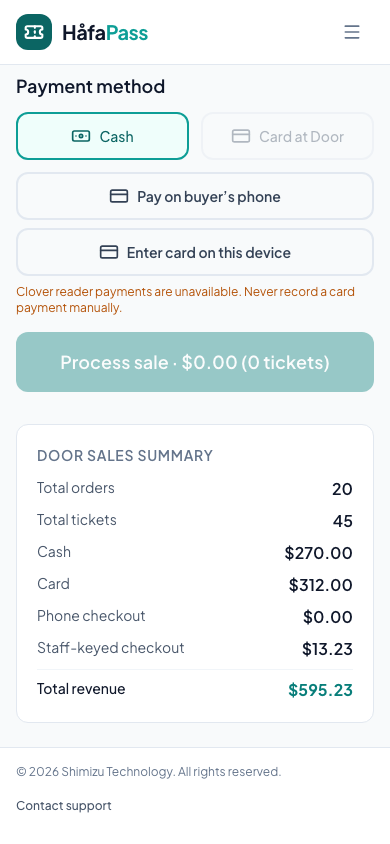 HåfaPass
Payment method
Cash
Card at Door
Pay on buyer’s phone
Enter card on this device
Clover reader payments are unavailable. Never record a card
payment manually.
Process sale · $0.00 (0 tickets)
DOOR SALES SUMMARY
Total orders 20
Total tickets 45
Cash $270.00
Card $312.00
Phone checkout $0.00
Staff-keyed checkout $13.23
Total revenue $595.23
© 2026 Shimizu Technology. All rights reserved.
Contact support